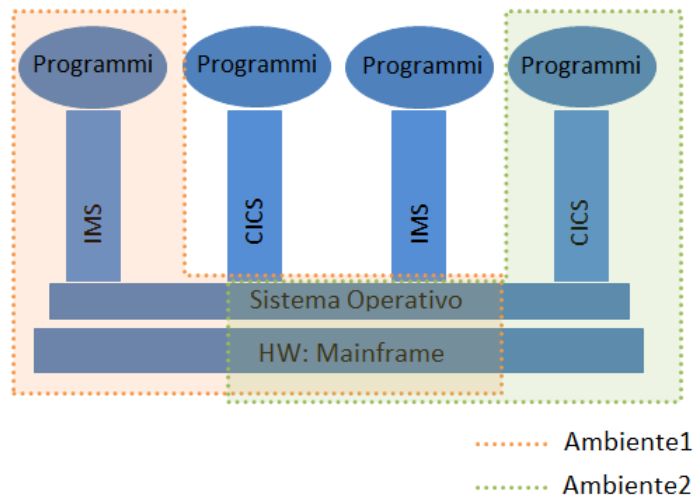 Programmi Programmi Programmi Programmi
IMS CICS IMS CICS
Sistema Operativo
HW: Mainframe
Ambiente1
Ambiente2